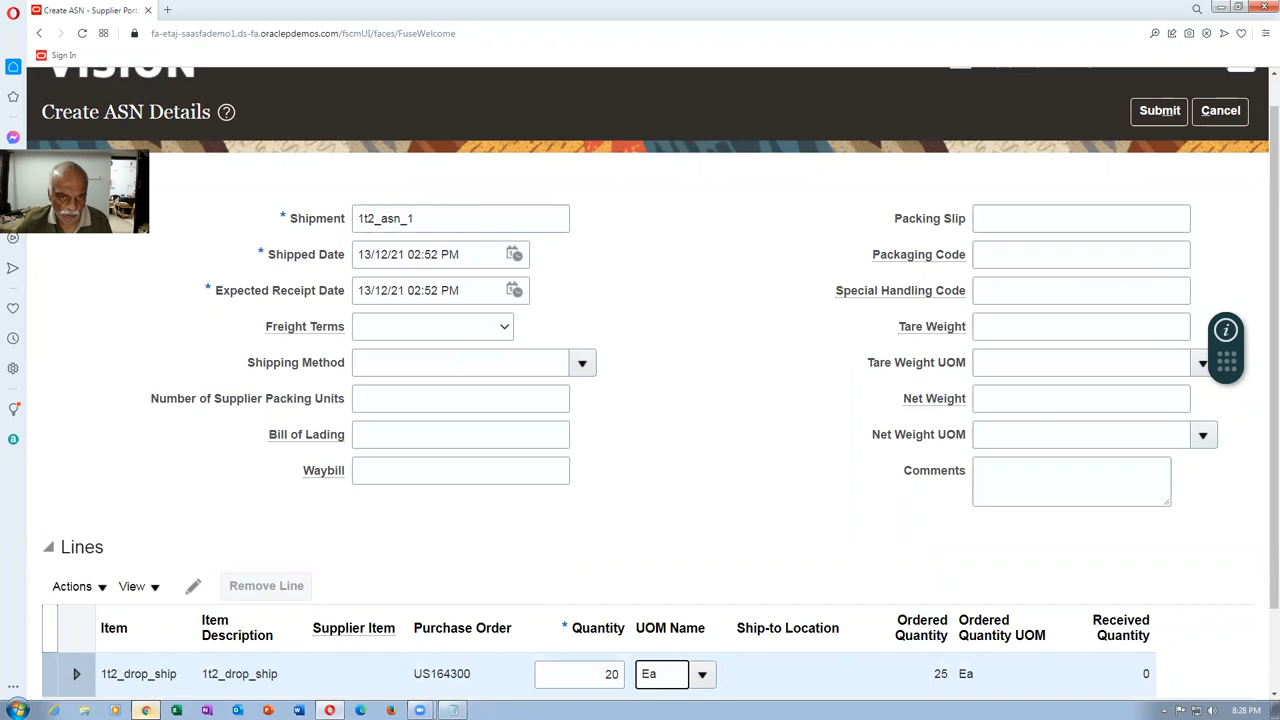 Create ASN - Supplier Port
fa-etaj-saasfademo1.ds-fa.oraclepdemos.com/fscmUI/faces/FuseWelcome
Sign In
VISION
Create ASN Details
Submit
Cancel
* Shipment 1t2_asn_1
* Shipped Date 13/12/21 02:52 PM
* Expected Receipt Date 13/12/21 02:52 PM
Freight Terms
Shipping Method
Number of Supplier Packing Units
Bill of Lading
Waybill
Packing Slip
Packaging Code
Special Handling Code
Tare Weight
Tare Weight UOM
Net Weight
Net Weight UOM
Comments
Lines
Actions View Remove Line
Item Item Description Supplier Item Purchase Order * Quantity UOM Name Ship-to Location Ordered Quantity Ordered Quantity UOM Received Quantity
1t2_drop_ship 1t2_drop_ship US164300 20 Ea 25 Ea 0
8:28 PM